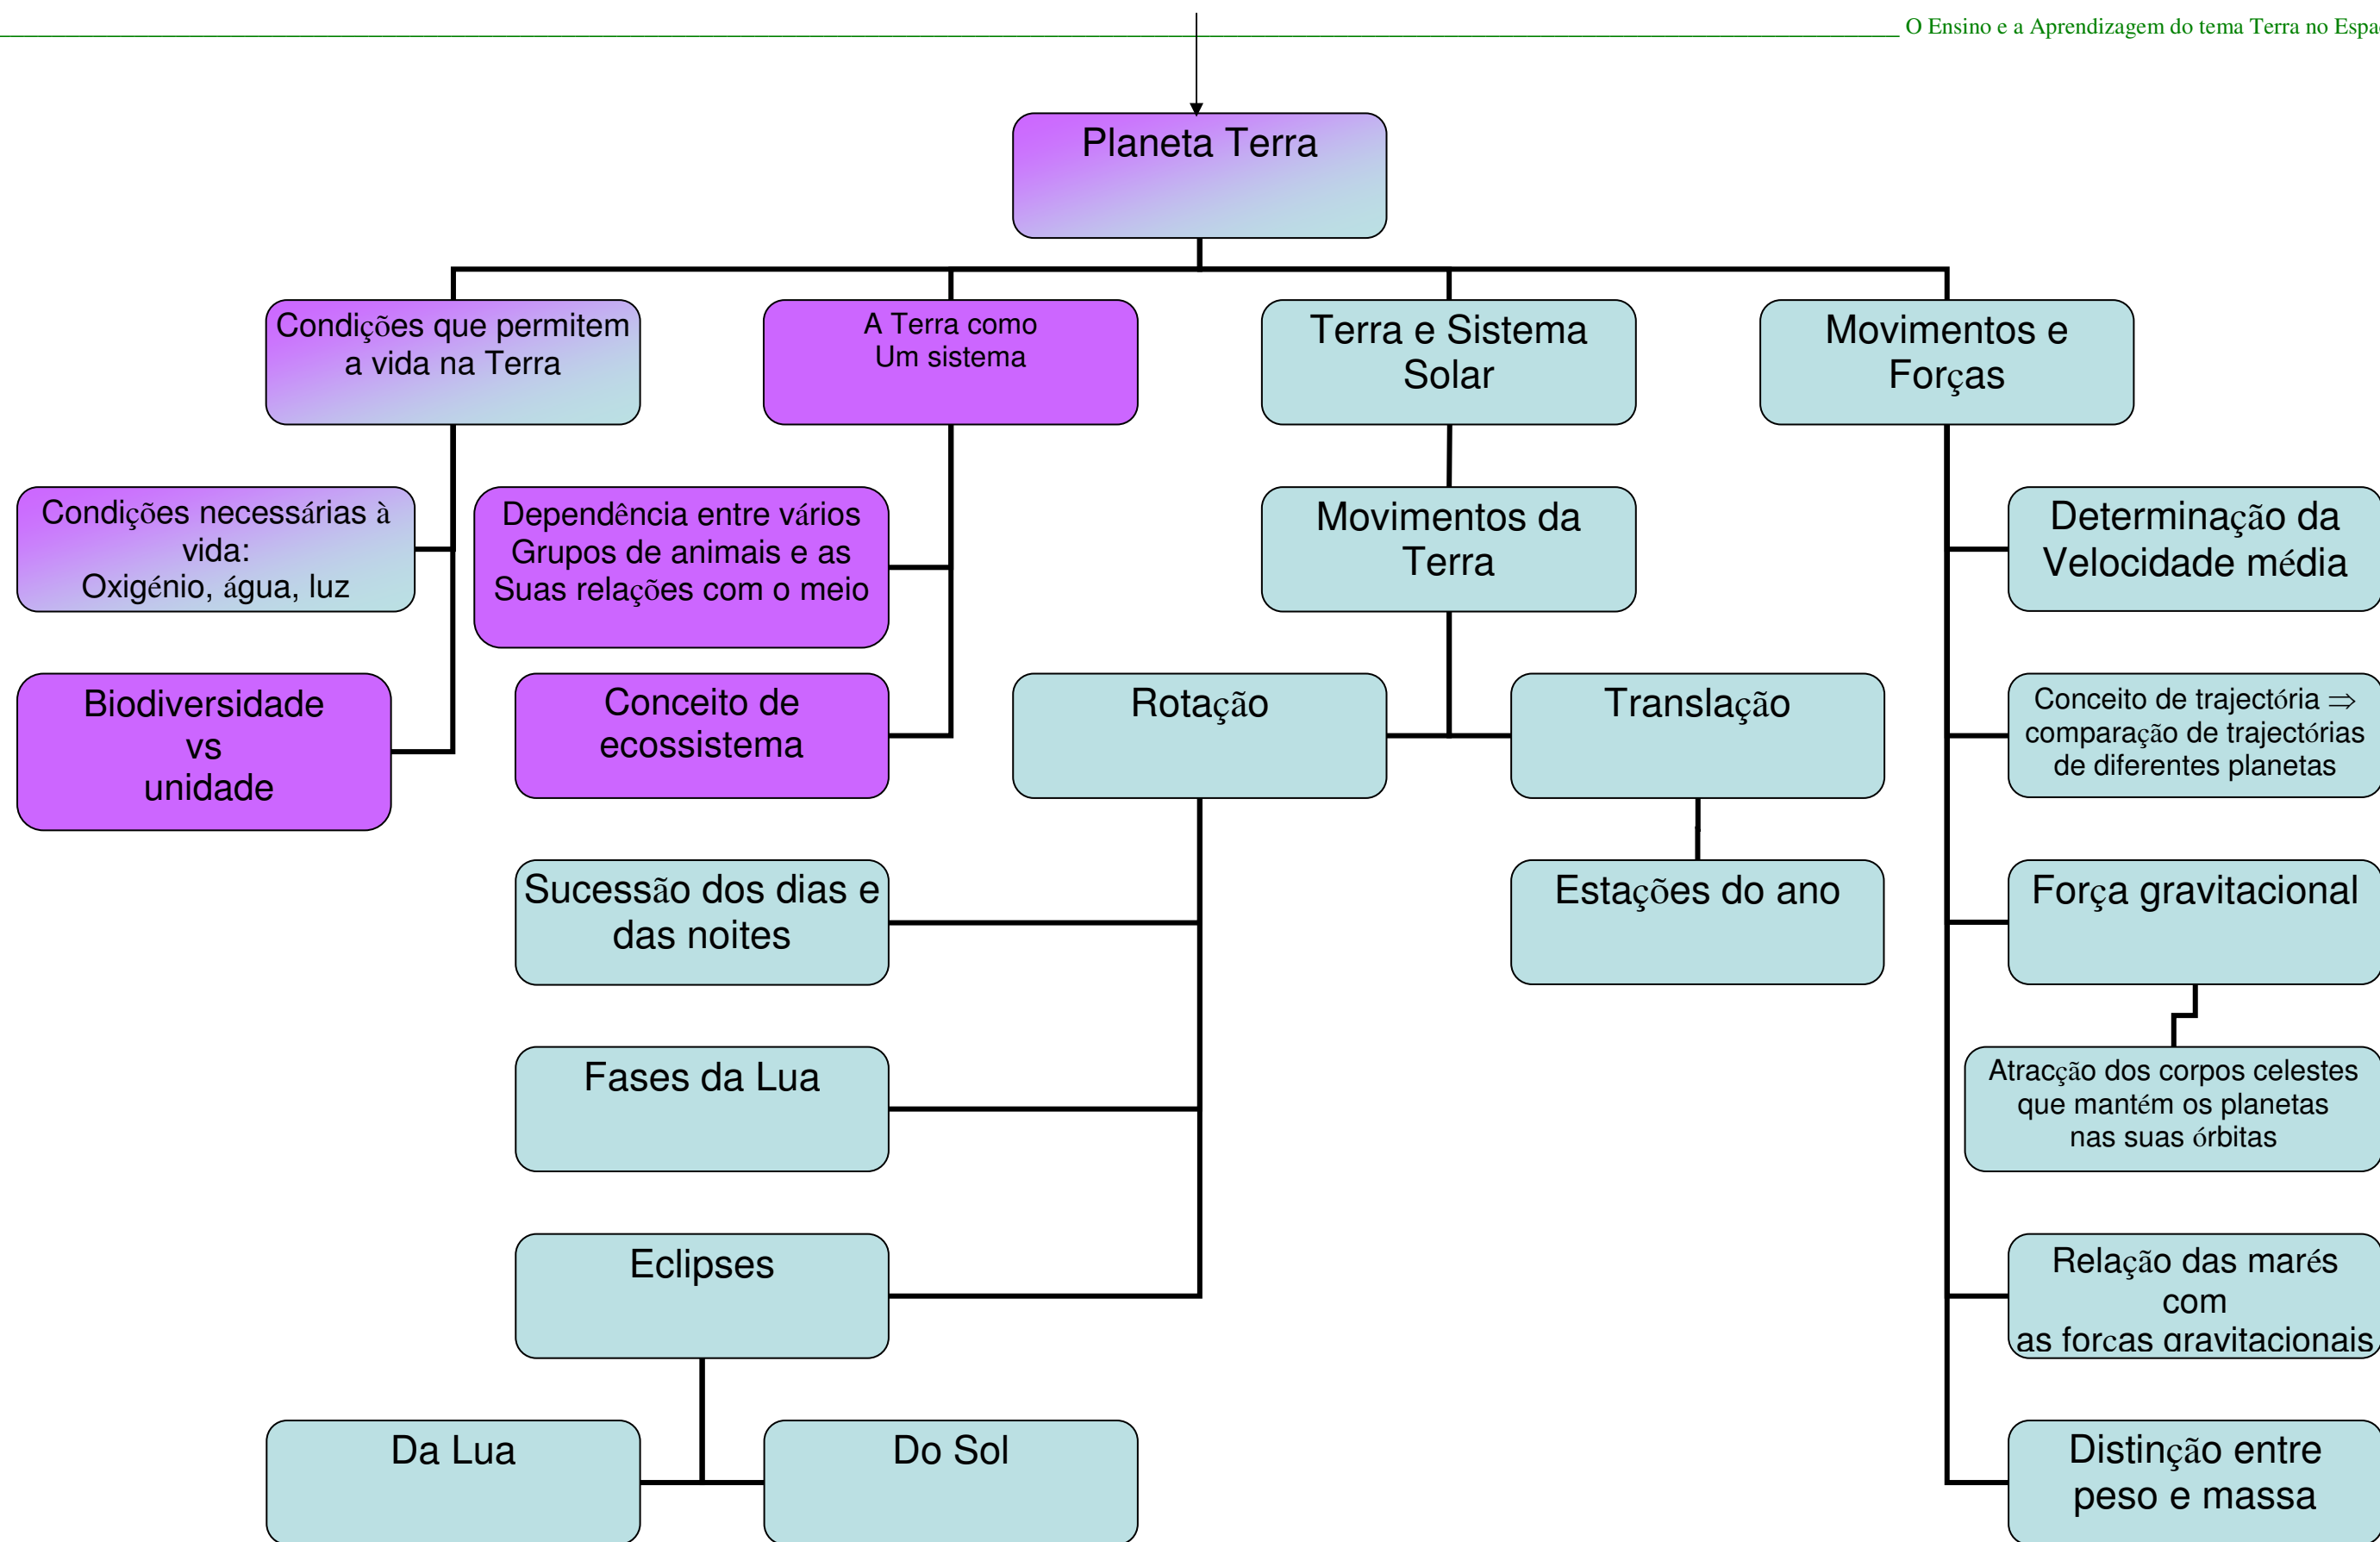 O Ensino e a Aprendizagem do tema Terra no Espa
Planeta Terra
Condições que permitem
a vida na Terra
A Terra como
Um sistema
Terra e Sistema
Solar
Movimentos e
Forças
Condições necessárias à
vida:
Oxigénio, água, luz
Dependência entre vários
Grupos de animais e as
Suas relações com o meio
Movimentos da
Terra
Determinação da
Velocidade média
Biodiversidade
vs
unidade
Conceito de
ecossistema
Rotação
Translação
Conceito de trajectória ⇒
comparação de trajectórias
de diferentes planetas
Sucessão dos dias e
das noites
Estações do ano
Força gravitacional
Fases da Lua
Atracção dos corpos celestes
que mantém os planetas
nas suas órbitas
Eclipses
Relação das marés
com
as forças gravitacionais
Da Lua
Do Sol
Distinção entre
peso e massa